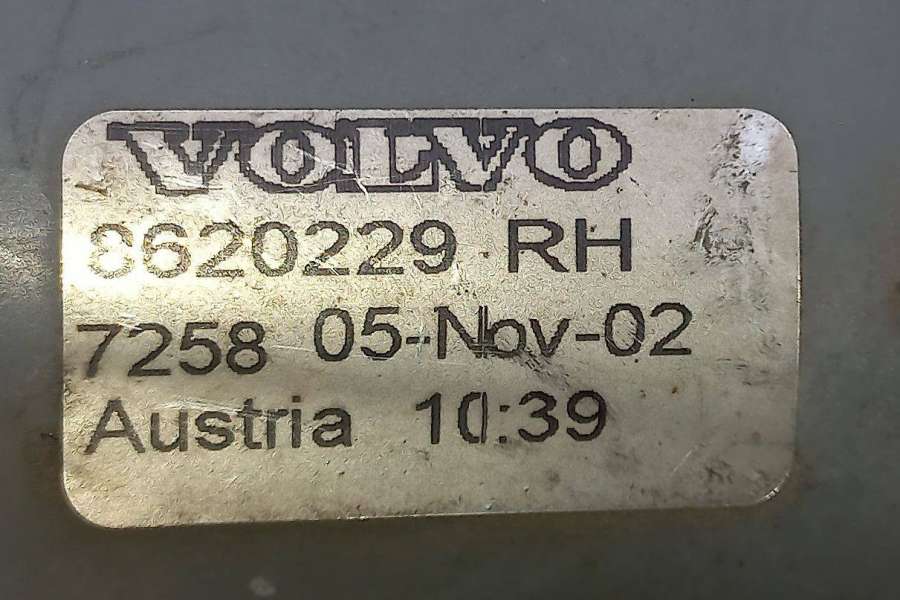 VOLVO
8620229 RH
7258 05-Nov-02
Austria 10:39